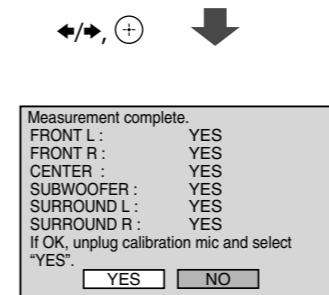 ←/→, 
Measurement complete.
FRONT L : YES
FRONT R : YES
CENTER : YES
SUBWOOFER : YES
SURROUND L : YES
SURROUND R : YES
If OK, unplug calibration mic and select
“YES”.
YES NO